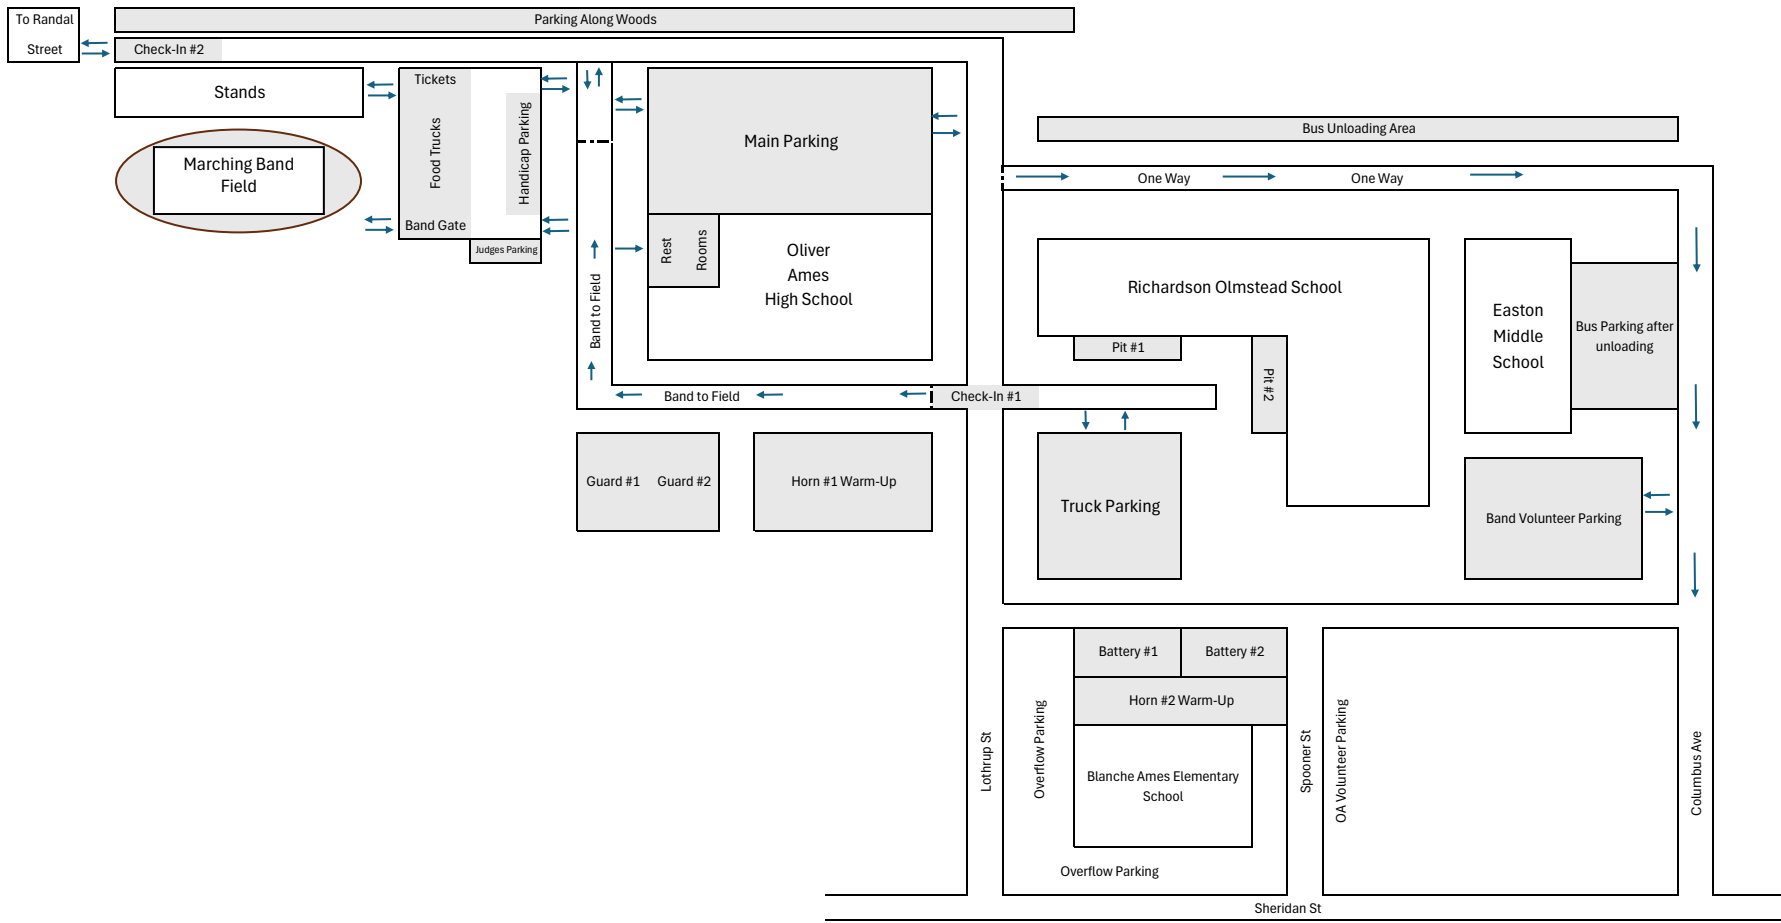 To Randal
Street
Parking Along Woods
Check-In #2
Stands
Tickets
Food Trucks
Handicap Parking
Band Gate
Judges Parking
Marching Band
Field
Main Parking
Rest
Rooms
Oliver
Ames
High School
Band to Field
Band to Field
Check-In #1
Guard #1
Guard #2
Horn #1 Warm-Up
Bus Unloading Area
One Way
One Way
Richardson Olmstead School
Pit #1
Pit #2
Easton
Middle
School
Bus Parking after
unloading
Truck Parking
Band Volunteer Parking
Battery #1
Battery #2
Horn #2 Warm-Up
Lothrup St
Overflow Parking
Blanche Ames Elementary
School
Spooner St
OA Volunteer Parking
Columbus Ave
Overflow Parking
Sheridan St